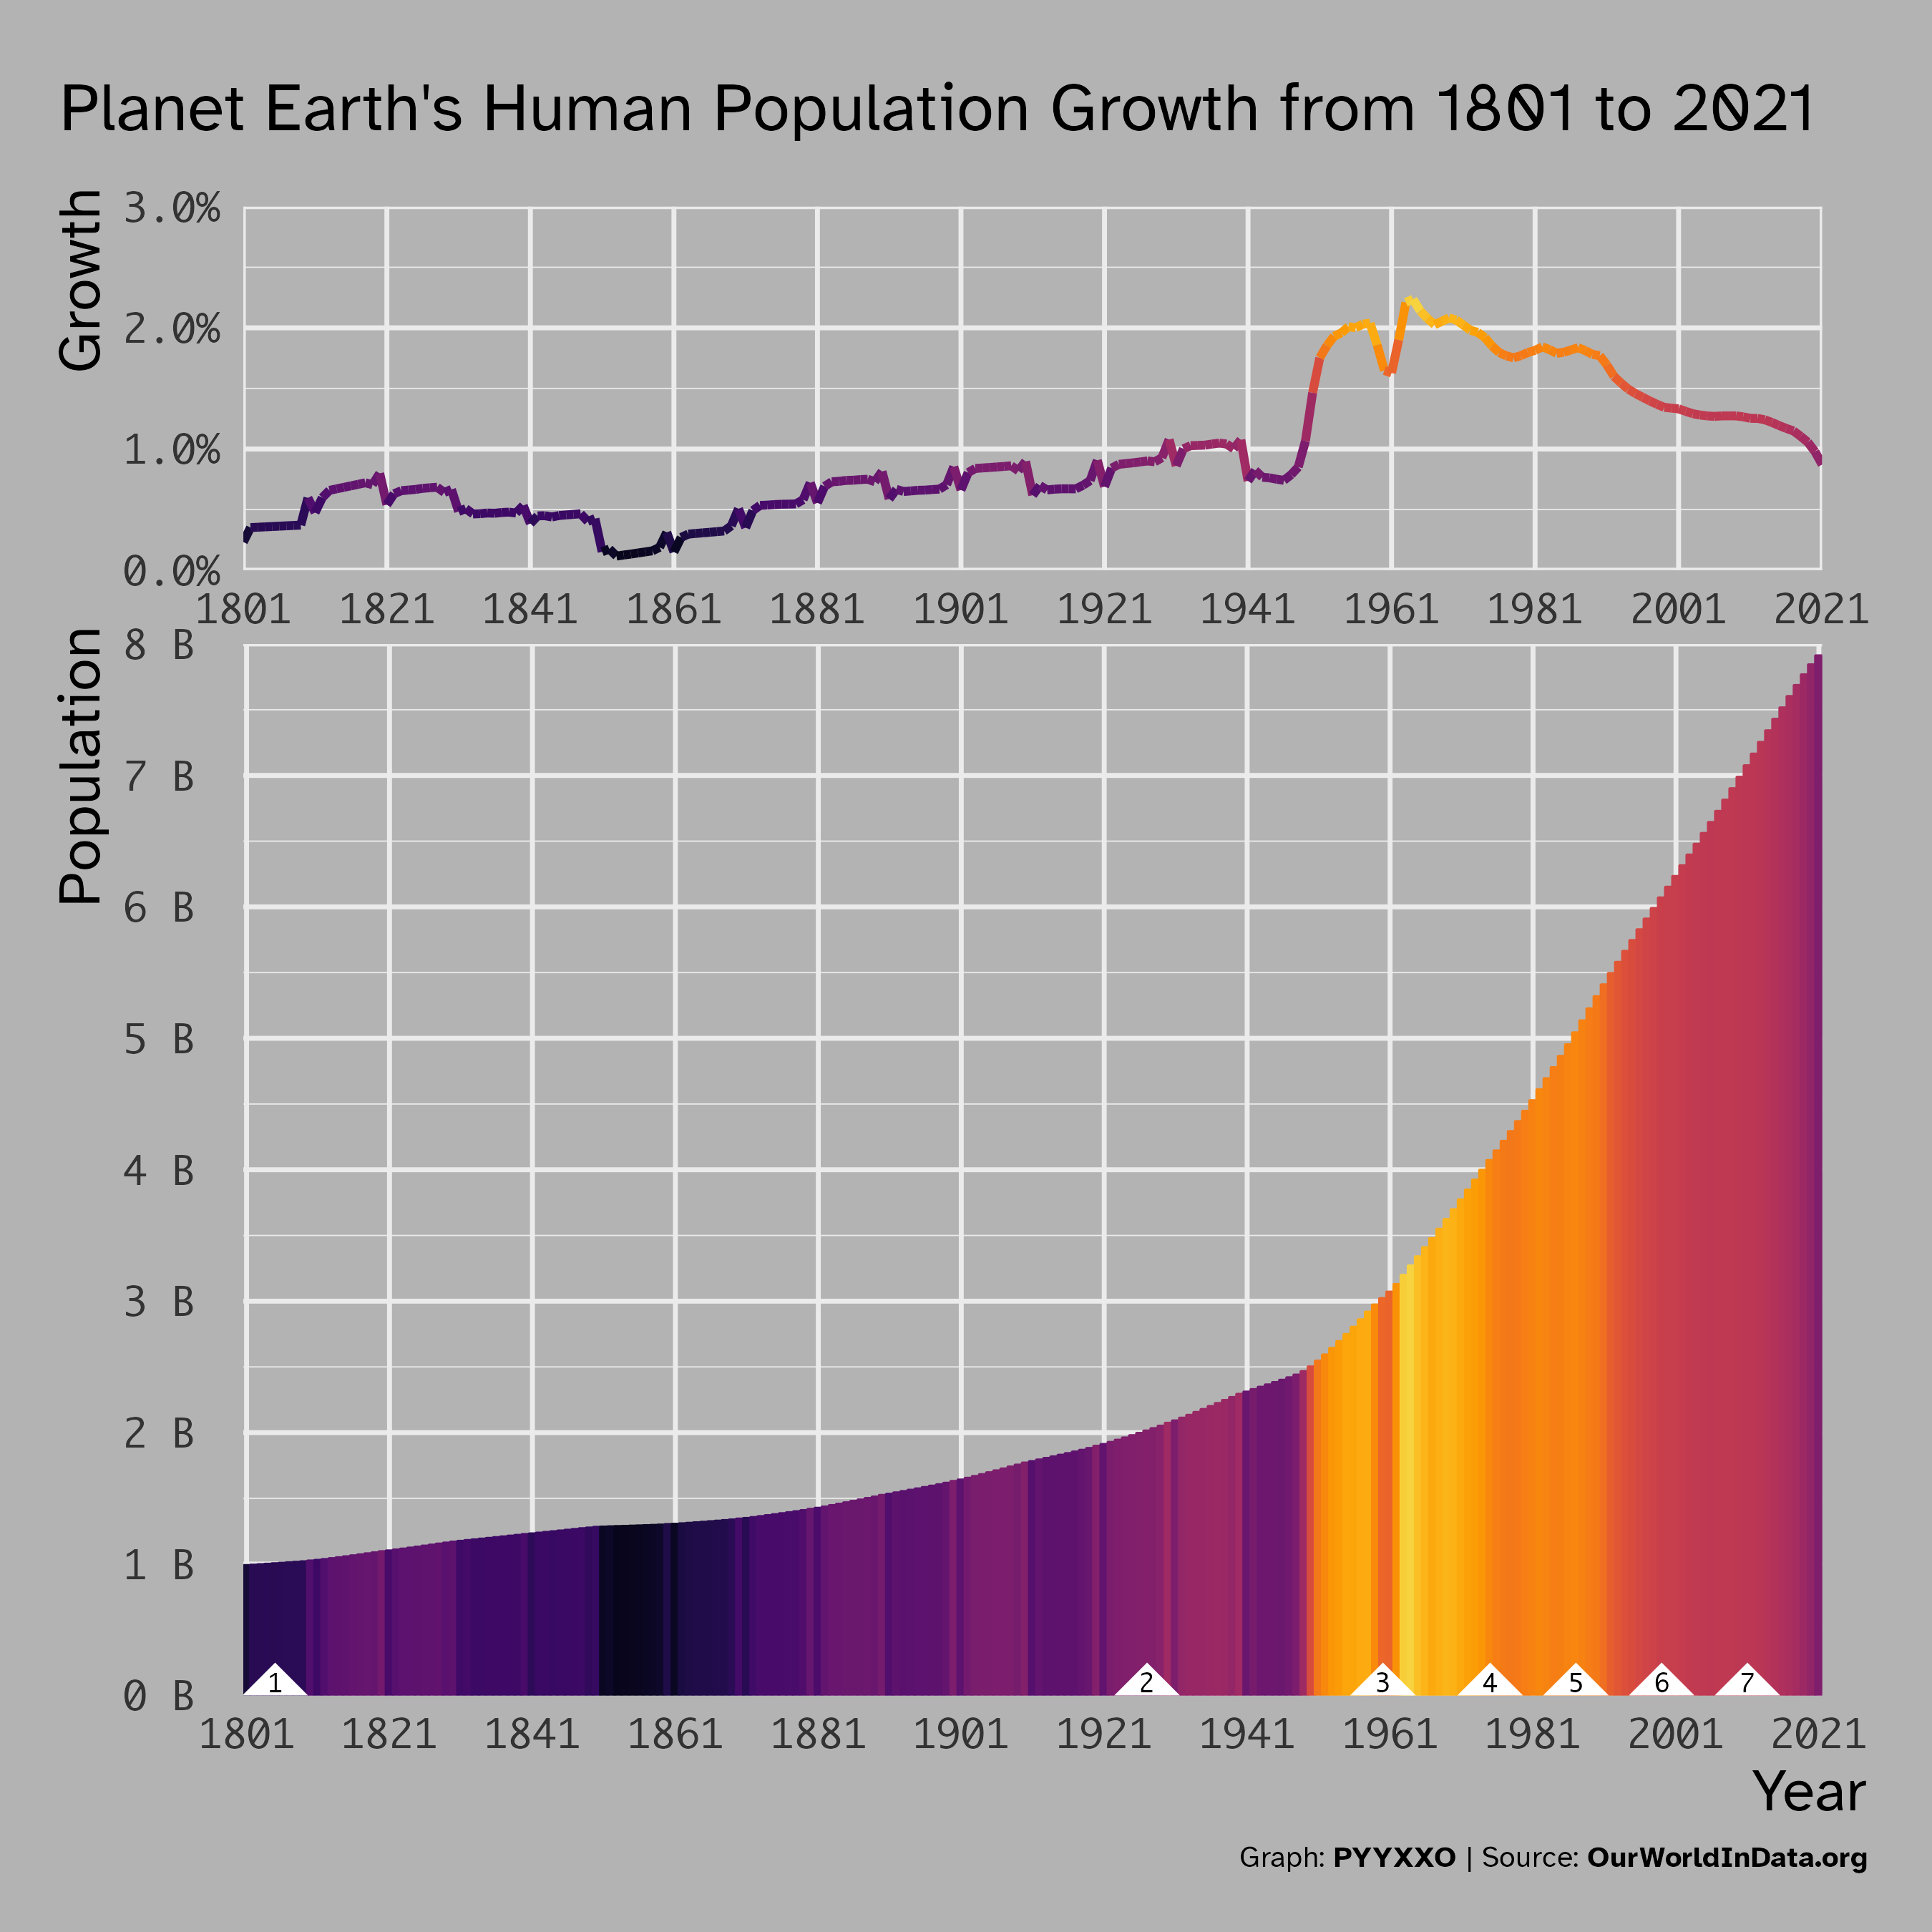 Planet Earth's Human Population Growth from 1801 to 2021
Growth
3.0%
2.0%
1.0%
0.0%
1801 1821 1841 1861 1881 1901 1921 1941 1961 1981 2001 2021
Population
8 B
7 B
6 B
5 B
4 B
3 B
2 B
1 B
0 B
1 2 3 4 5 6 7
1801 1821 1841 1861 1881 1901 1921 1941 1961 1981 2001 2021
Year
Graph: PYYXXO | Source: OurWorldInData.org